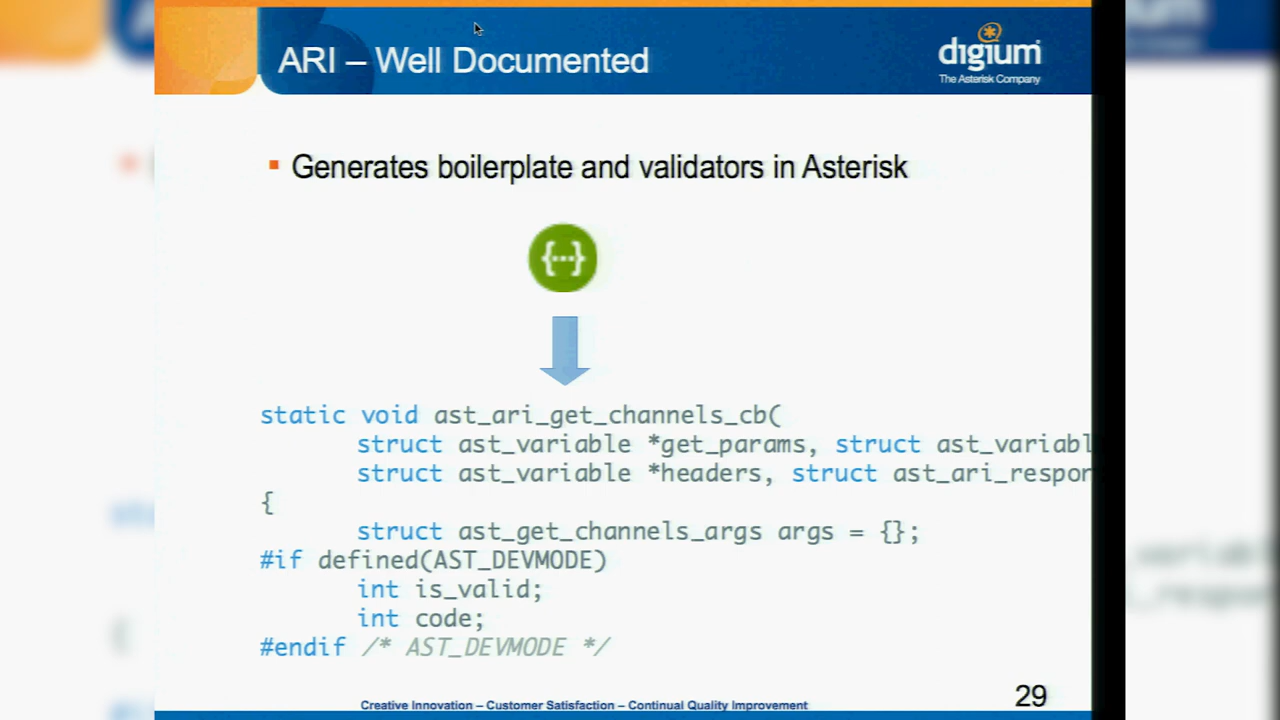 ARI – Well Documented
digium
The Asterisk Company
Generates boilerplate and validators in Asterisk
{···}
static void ast_ari_get_channels_cb(
struct ast_variable *get_params, struct ast_variabl
struct ast_variable *headers, struct ast_ari_respor
{
struct ast_get_channels_args args = {};
#if defined(AST_DEVMODE)
int is_valid;
int code;
#endif /* AST_DEVMODE */
Creative Innovation – Customer Satisfaction – Continual Quality Improvement
29